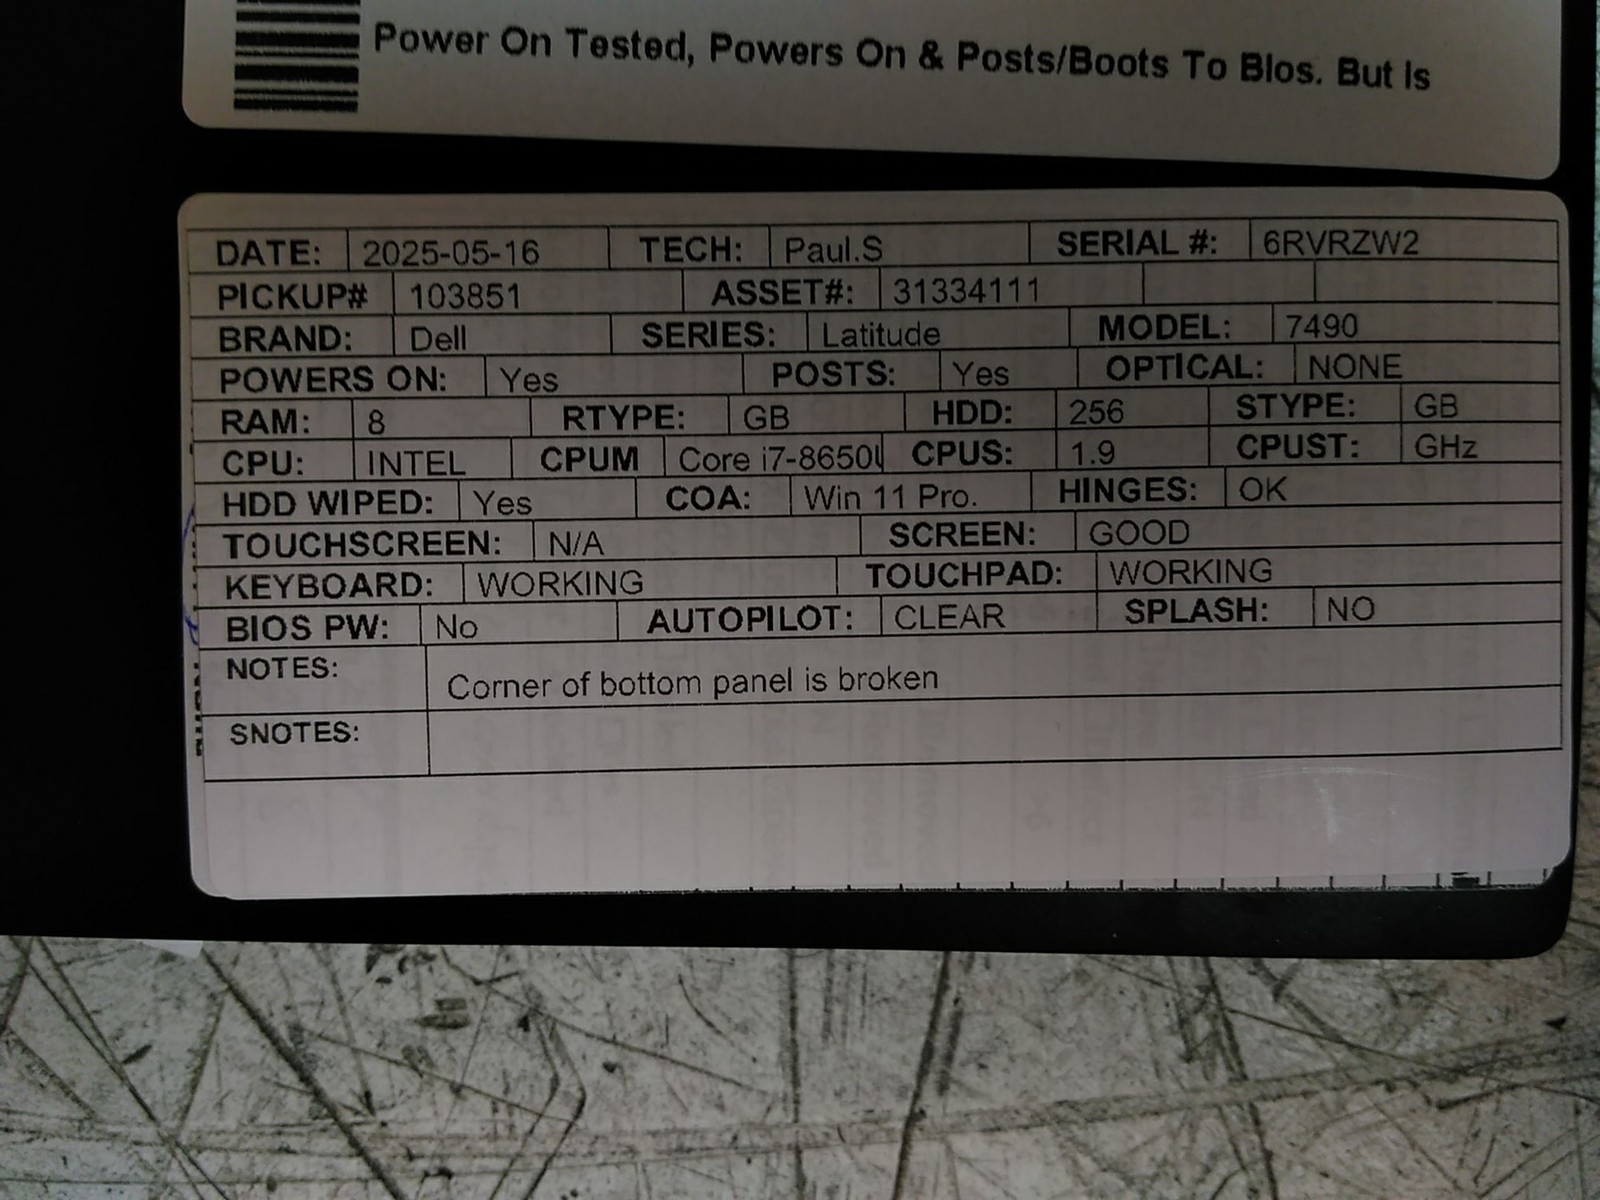 Power On Tested, Powers On & Posts/Boots To Bios. But Is
DATE: 2025-05-16 TECH: Paul.S SERIAL #: 6RVRZW2
PICKUP# 103851 ASSET#: 31334111
BRAND: Dell SERIES: Latitude MODEL: 7490
POWERS ON: Yes POSTS: Yes OPTICAL: NONE
RAM: 8 RTYPE: GB HDD: 256 STYPE: GB
CPU: INTEL CPUM Core i7-8650U CPUS: 1.9 CPUST: GHz
HDD WIPED: Yes COA: Win 11 Pro. HINGES: OK
TOUCHSCREEN: N/A SCREEN: GOOD
KEYBOARD: WORKING TOUCHPAD: WORKING
BIOS PW: No AUTOPILOT: CLEAR SPLASH: NO
NOTES: Corner of bottom panel is broken
SNOTES: